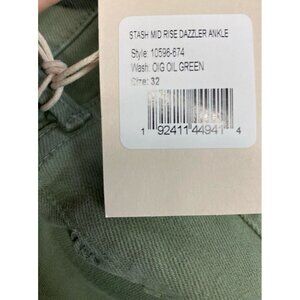 STASH MID RISE DAZZLER ANKLE
Style: 10596-674
Wash: OIG OIL GREEN
Size: 32
1 92411 44941 4